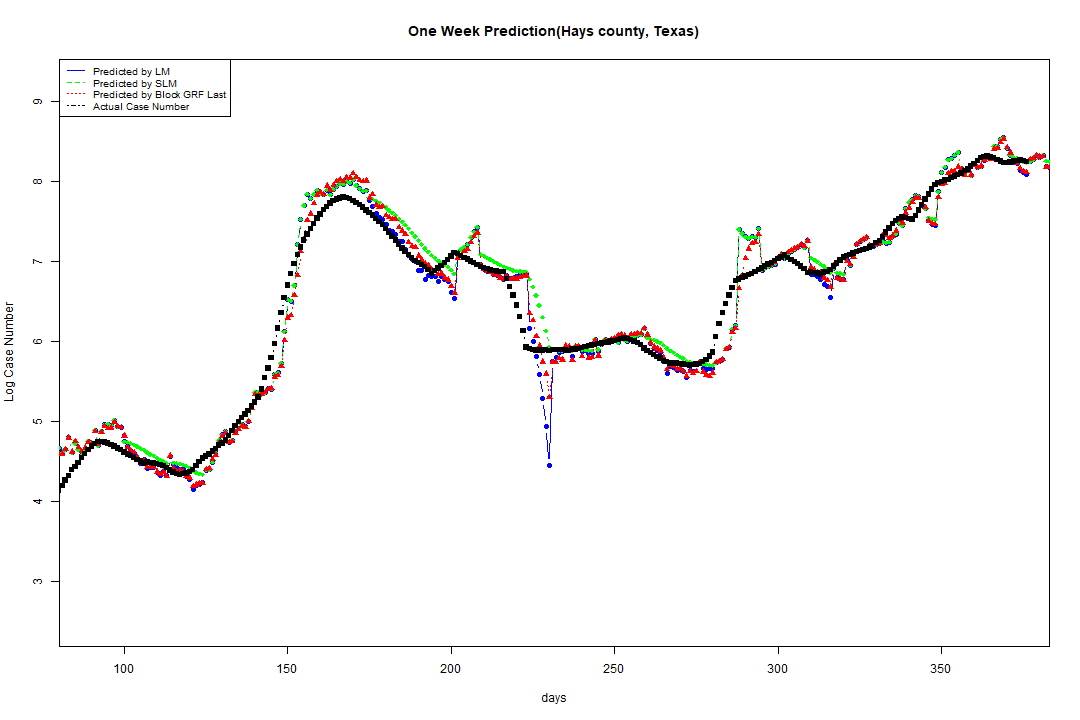 One Week Prediction(Hays county, Texas)
Predicted by LM
Predicted by SLM
Predicted by Block GRF Last
Actual Case Number
9
8
7
6
5
4
3
Log Case Number
100 150 200 250 300 350
days